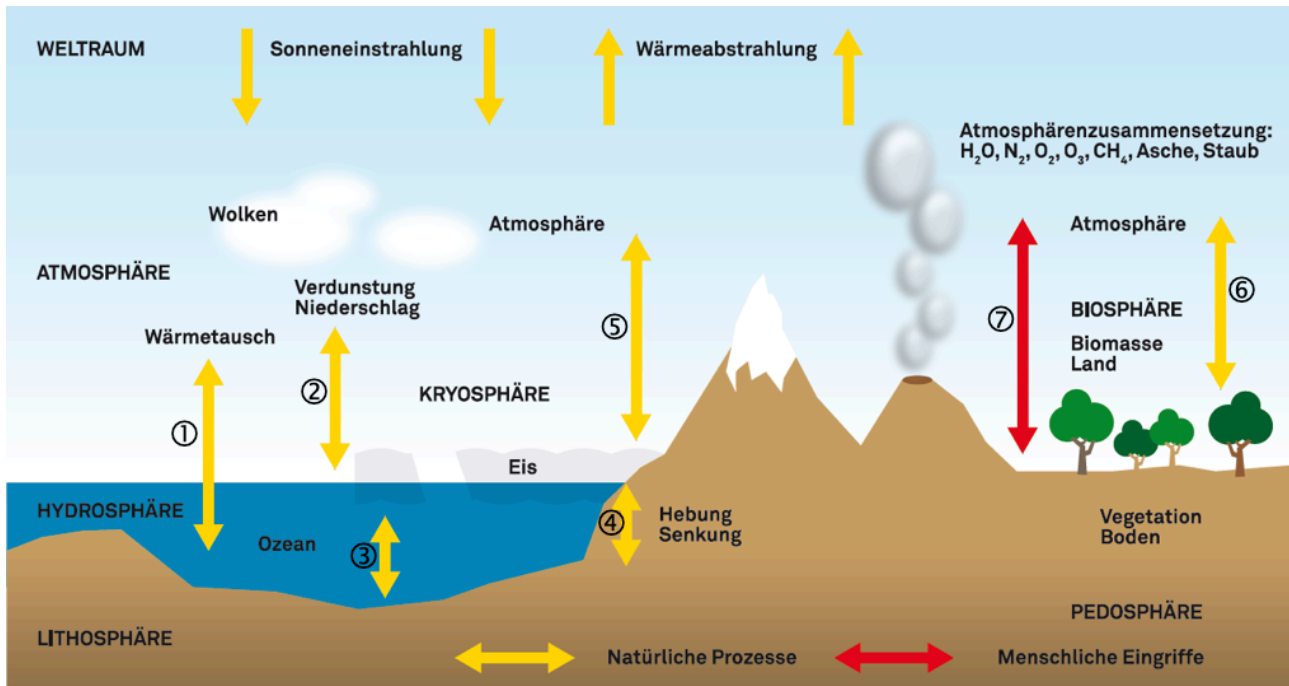 WELTRAUM
Sonneneinstrahlung
Wärmeabstrahlung
Atmosphärenzusammensetzung:
H₂O, N₂, O₂, O₃, CH₄, Asche, Staub
Wolken
Atmosphäre
Atmosphäre
ATMOSPHÄRE
Verdunstung
Niederschlag
⑤
⑦
⑥
BIOSPHÄRE
Wärmetausch
Biomasse
Land
②
KRYOSPHÄRE
①
Eis
HYDROSPHÄRE
Ozean
③
④
Hebung
Senkung
Vegetation
Boden
PEDOSPHÄRE
LITHOSPHÄRE
Natürliche Prozesse
Menschliche Eingriffe